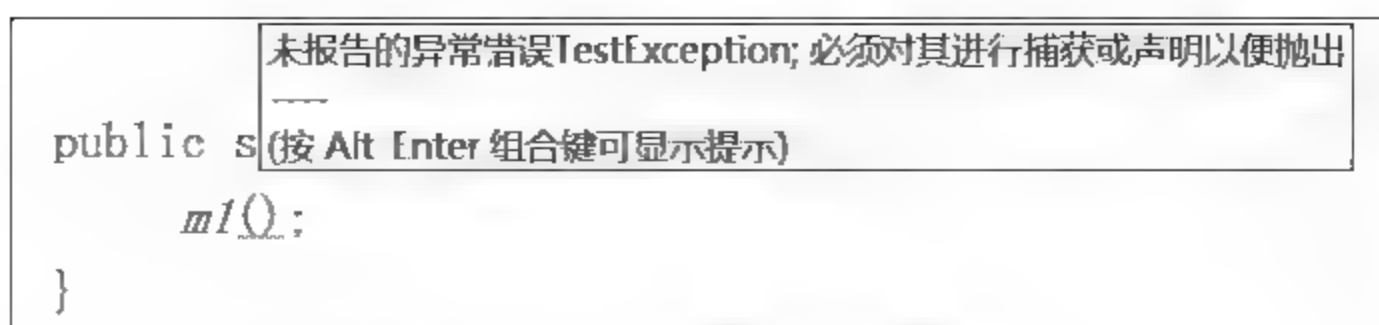 未报告的异常错误TestException; 必须对其进行捕获或声明以便抛出
----
public s(按 Alt Enter 组合键可显示提示)
m1();
}